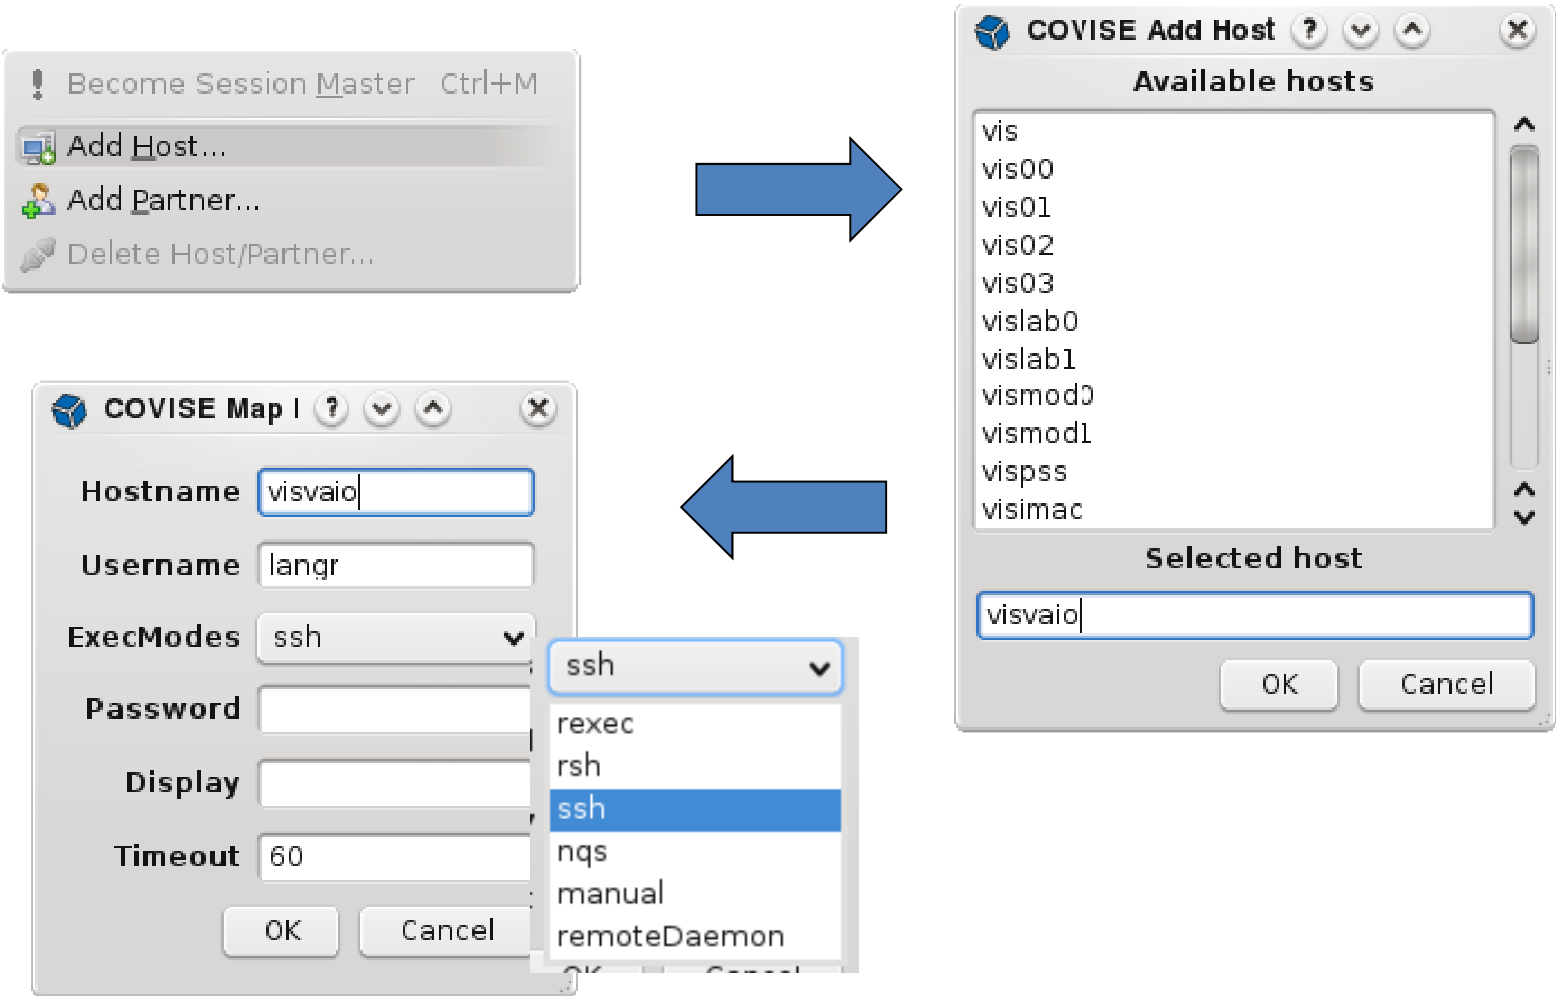 Become Session Master Ctrl+M
Add Host...
Add Partner...
Delete Host/Partner...
COVISE Add Host ?
Available hosts
vis
vis00
vis01
vis02
vis03
vislab0
vislab1
vismod0
vismod1
vispss
visimac
Selected host
visvaio
OK Cancel
COVISE Map ?
Hostname visvaio
Username langr
ExecModes ssh
Password
Display
Timeout 60
OK Cancel
ssh
rexec
rsh
ssh
nqs
manual
remoteDaemon
OK Cancel